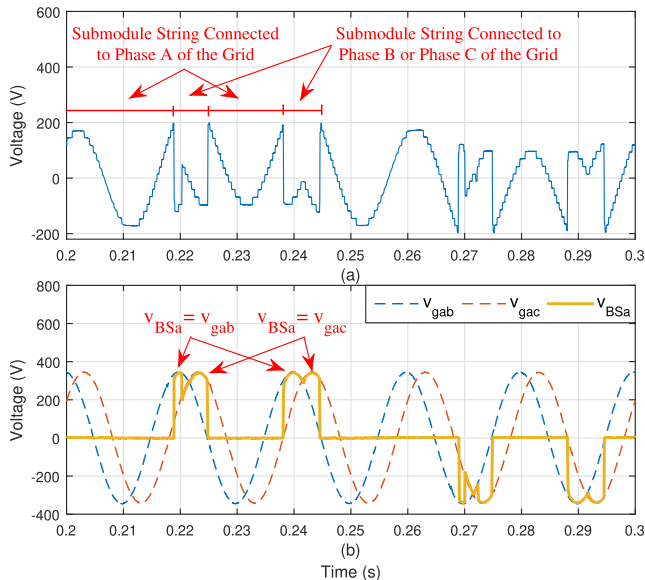 600
Submodule String Connected
to Phase A of the Grid
Submodule String Connected to
Phase B or Phase C of the Grid
400
200
0
-200
Voltage (V)
0.2 0.21 0.22 0.23 0.24 0.25 0.26 0.27 0.28 0.29 0.3
(a)
800
600
400
200
0
-200
-400
Voltage (V)
vBSa = vgab
vBSa = vgac
vgab vgac vBSa
0.2 0.21 0.22 0.23 0.24 0.25 0.26 0.27 0.28 0.29 0.3
(b)
Time (s)